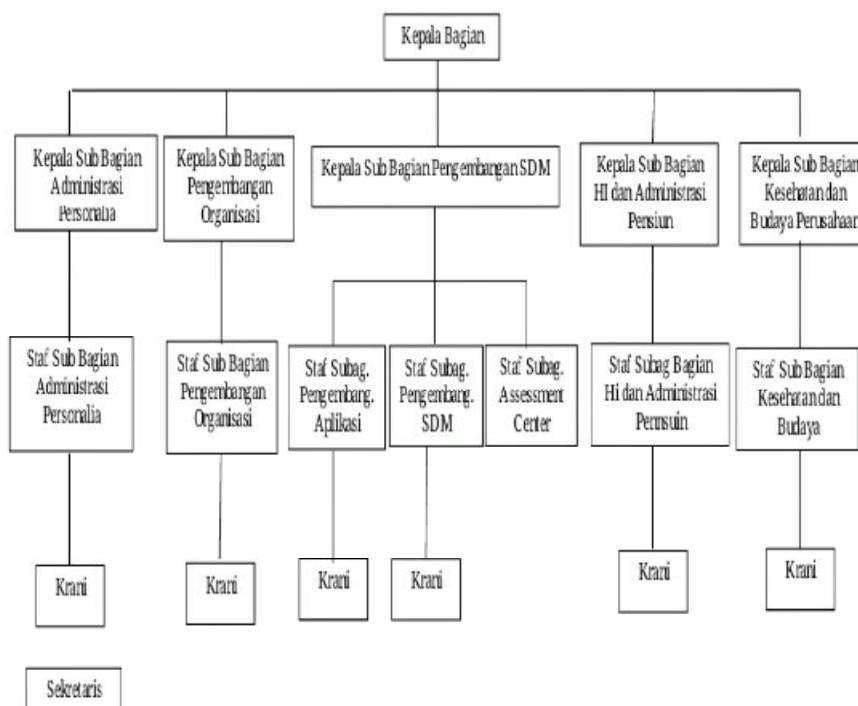 Kepala Bagian
Kepala Sub Bagian
Administrasi
Personalia
Kepala Sub Bagian
Pengembangan
Organisasi
Kepala Sub Bagian Pengembangan SDM
Kepala Sub Bagian
HI dan Administrasi
Pensiun
Kepala Sub Bagian
Kesehatan dan
Budaya Perusahaan
Staf Sub Bagian
Administrasi
Personalia
Staf Sub Bagian
Pengembangan
Organisasi
Staf Subag.
Pengembang.
Aplikasi
Staf Subag.
Pengembang.
SDM
Staf Subag.
Assessment
Center
Staf Subag Bagian
Hi dan Administrasi
Pennsuin
Staf Sub Bagian
Kesehatan dan
Budaya
Krani
Krani
Krani
Krani
Krani
Krani
Sekretaris